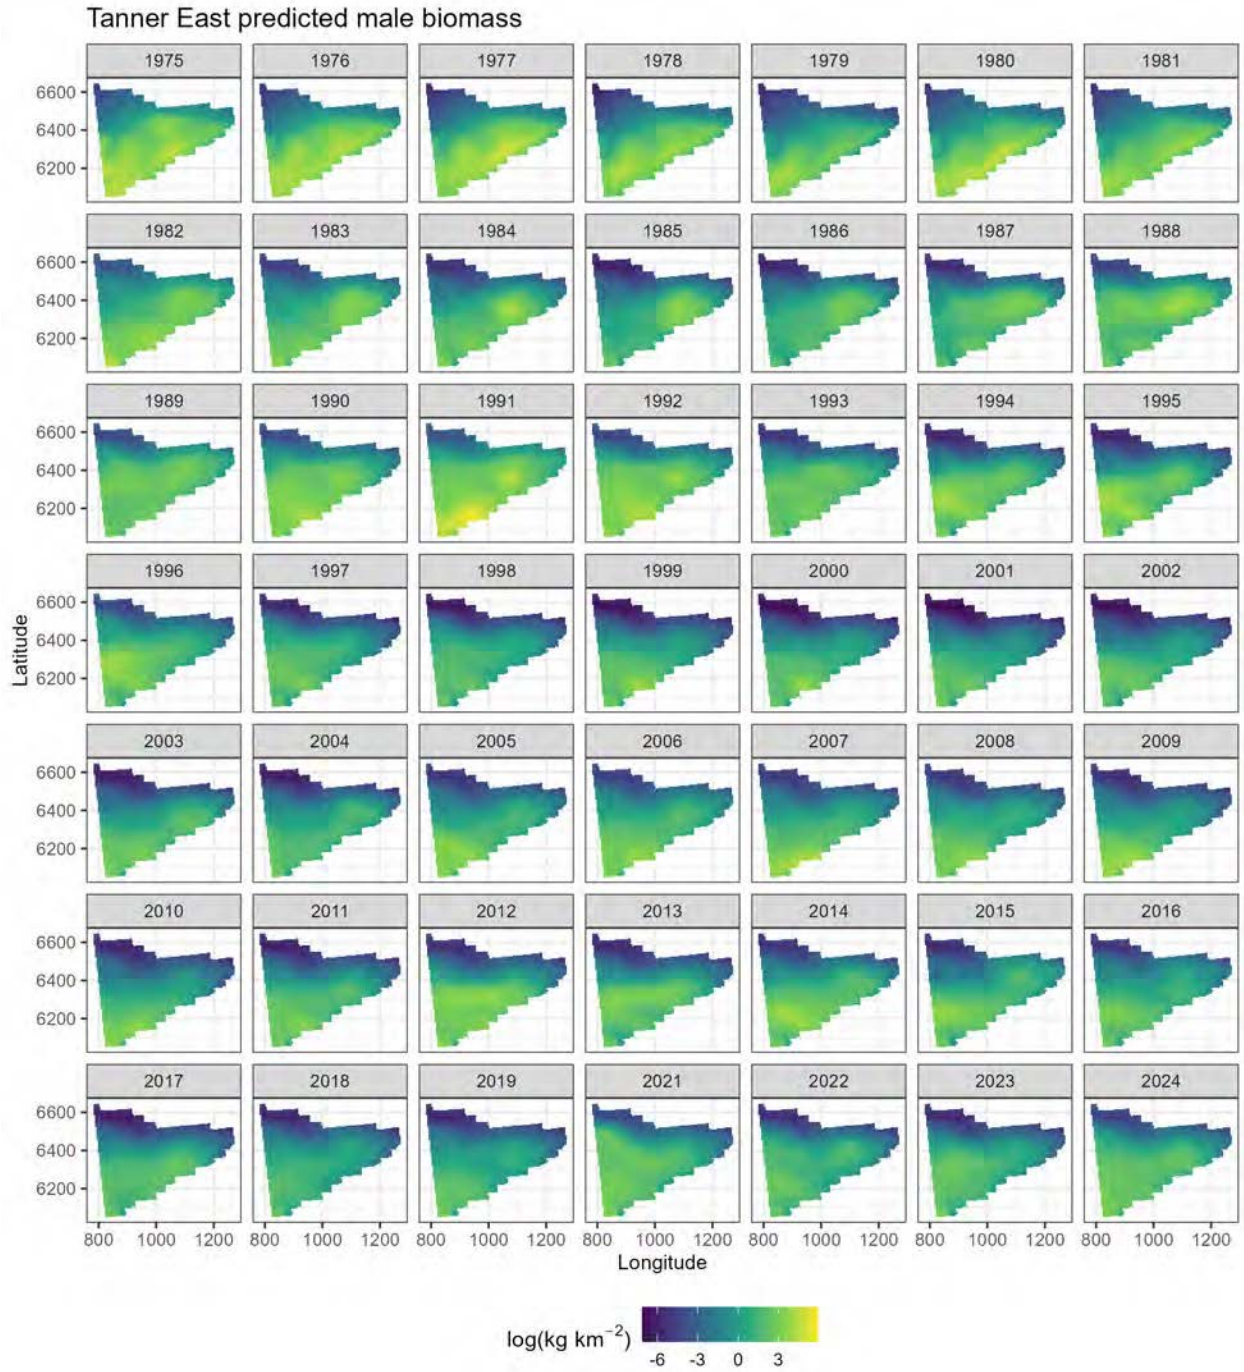 Tanner East predicted male biomass
1975 1976 1977 1978 1979 1980 1981
6600
6400
6200
1982 1983 1984 1985 1986 1987 1988
6600
6400
6200
1989 1990 1991 1992 1993 1994 1995
6600
6400
6200
1996 1997 1998 1999 2000 2001 2002
6600
6400
6200
Latitude
2003 2004 2005 2006 2007 2008 2009
6600
6400
6200
2010 2011 2012 2013 2014 2015 2016
6600
6400
6200
2017 2018 2019 2021 2022 2023 2024
6600
6400
6200
800 1000 1200 800 1000 1200 800 1000 1200 800 1000 1200 800 1000 1200 800 1000 1200 800 1000 1200
Longitude
log(kg km⁻²)
-6 -3 0 3